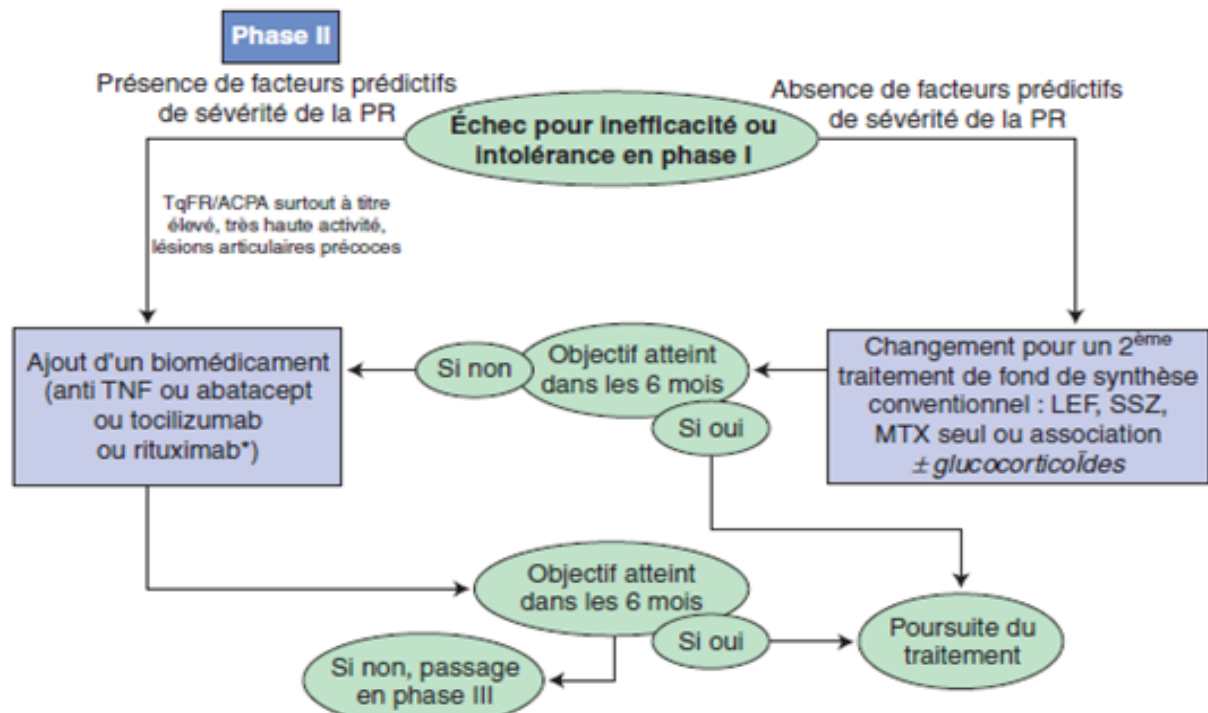 Phase II
Présence de facteurs prédictifs
de sévérité de la PR
Absence de facteurs prédictifs
de sévérité de la PR
Échec pour inefficacité ou
intolérance en phase I
TqFR/ACPA surtout à titre
élevé, très haute activité,
lésions articulaires précoces
Ajout d'un biomédicament
(anti TNF ou abatacept
ou tocilizumab
ou rituximab*)
Si non
Objectif atteint
dans les 6 mois
Si oui
Changement pour un 2ème
traitement de fond de synthèse
conventionnel : LEF, SSZ,
MTX seul ou association
± glucocorticoïdes
Objectif atteint
dans les 6 mois
Si oui
Poursuite du
traitement
Si non, passage
en phase III